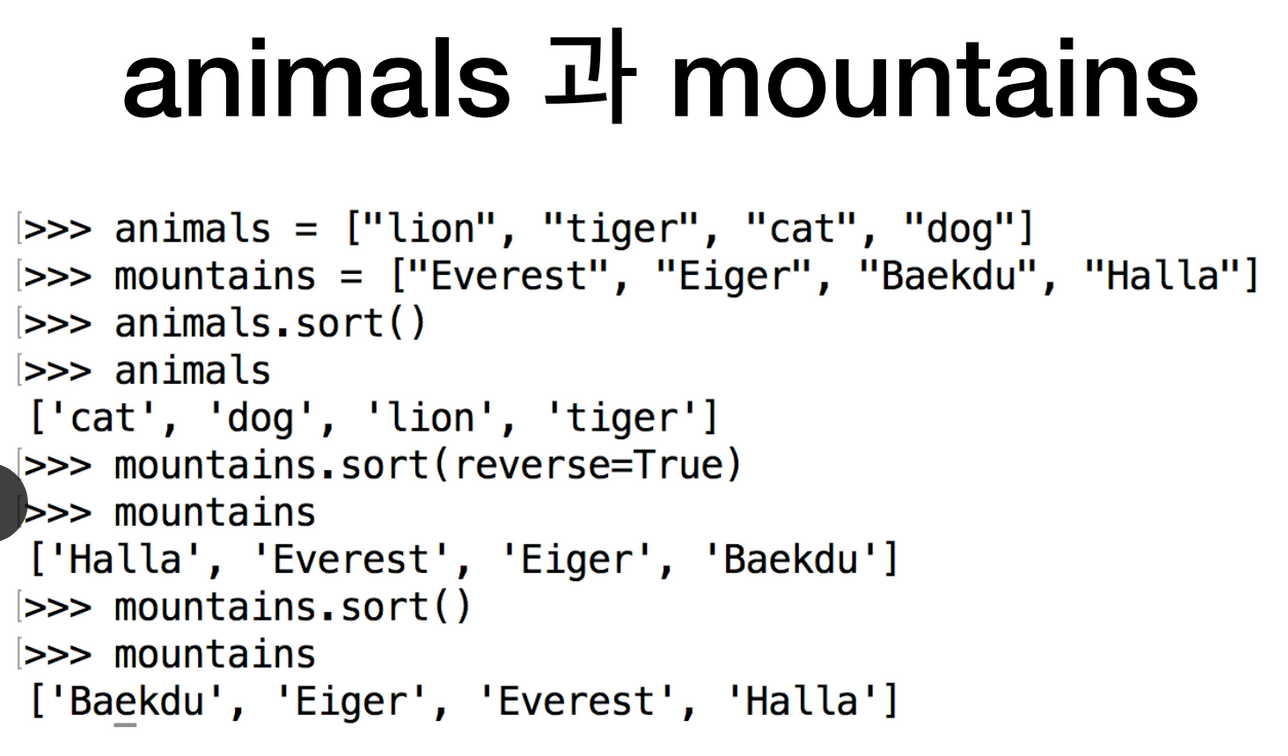 animals 과 mountains
>>> animals = ["lion", "tiger", "cat", "dog"]
>>> mountains = ["Everest", "Eiger", "Baekdu", "Halla"]
>>> animals.sort()
>>> animals
['cat', 'dog', 'lion', 'tiger']
>>> mountains.sort(reverse=True)
>>> mountains
['Halla', 'Everest', 'Eiger', 'Baekdu']
>>> mountains.sort()
>>> mountains
['Baekdu', 'Eiger', 'Everest', 'Halla']